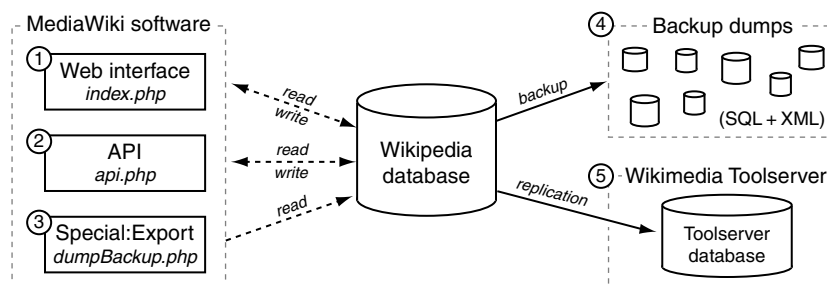 MediaWiki software
1
Web interface
index.php
2
API
api.php
3
Special:Export
dumpBackup.php
read
write
read
write
read
Wikipedia
database
backup
replication
4
Backup dumps
(SQL + XML)
5
Wikimedia Toolserver
Toolserver
database